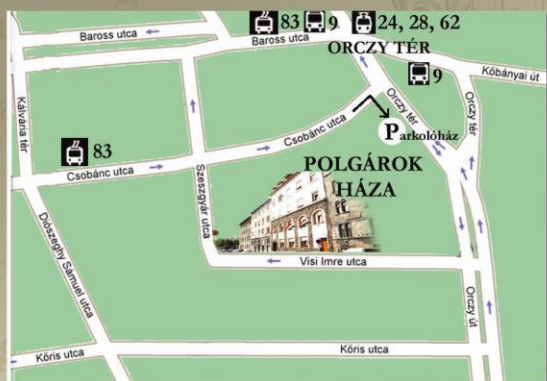 83 9 24, 28, 62
ORCZY TÉR
Baross utca
Baross utca
9
Kőbányai út
Kálvária tér
Orczy tér
Orczy tér
Csobánc utca
Parkolóház
83
Csobánc utca
POLGÁROK
HÁZA
Szeszgyár utca
Diószeghy Sámuel utca
Visi Imre utca
Orczy út
Kőris utca
Kőris utca